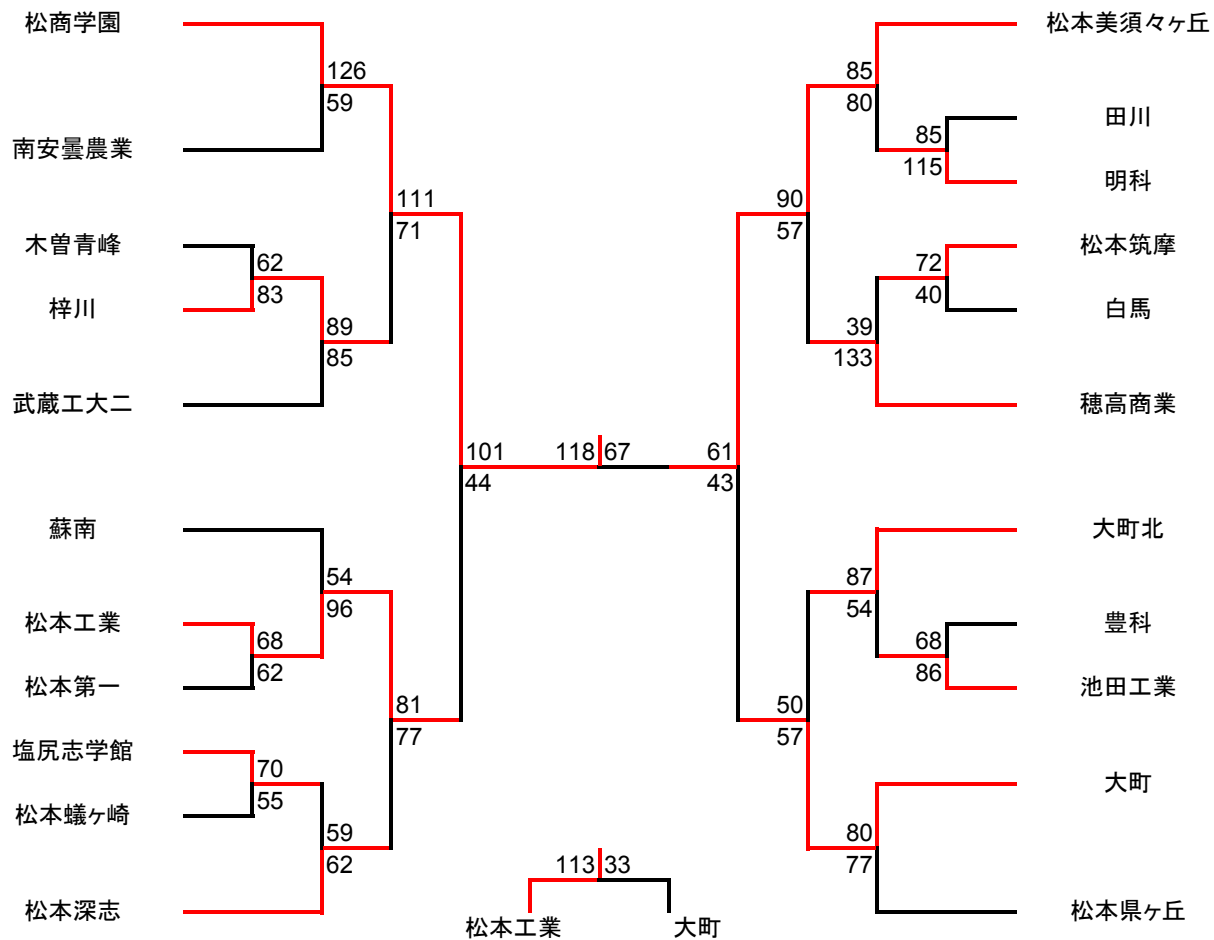 松商学園
126
59
南安曇農業
111
71
木曽青峰
62
83
梓川
89
85
武蔵工大二
101
44
蘇南
54
96
松本工業
68
62
松本第一
81
77
塩尻志学館
70
55
松本蟻ヶ崎
59
62
松本深志
118 67
113 33
松本工業
大町
松本美須々ヶ丘
85
80
田川
85
115
明科
90
57
松本筑摩
72
40
白馬
39
133
穂高商業
61
43
大町北
87
54
豊科
68
86
池田工業
50
57
大町
80
77
松本県ヶ丘